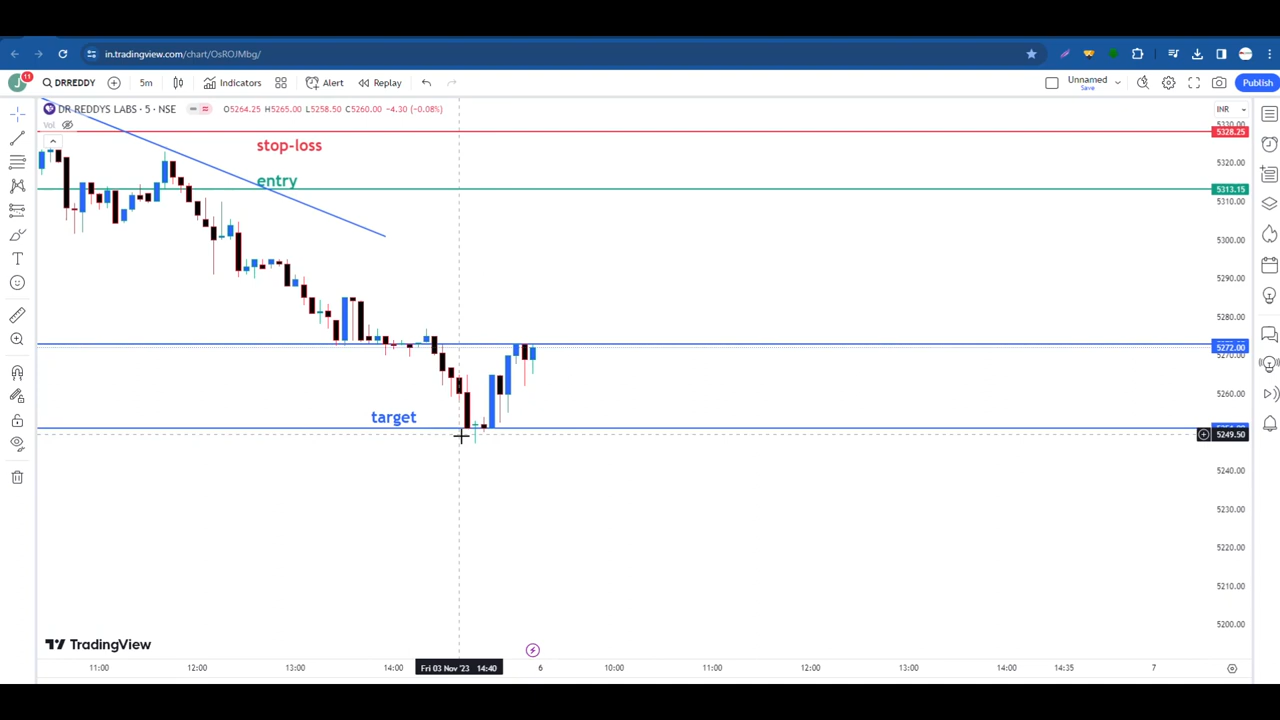 in.tradingview.com/chart/OsROJMbg/
J 11 DRREDDY 5m Indicators Alert Replay Unnamed Save Publish
DR REDDYS LABS · 5 · NSE O5264.25 H5265.00 L5258.50 C5260.00 -4.30 (-0.08%) INR
Vol
5330.00
5328.25
stop-loss
5320.00
entry
5313.15
5310.00
5300.00
5290.00
5280.00
5272.00
5270.00
5260.00
target
5249.50
5240.00
5230.00
5220.00
5210.00
5200.00
TradingView
11:00 12:00 13:00 14:00 Fri 03 Nov '23 14:40 6 10:00 11:00 12:00 13:00 14:00 14:35 7